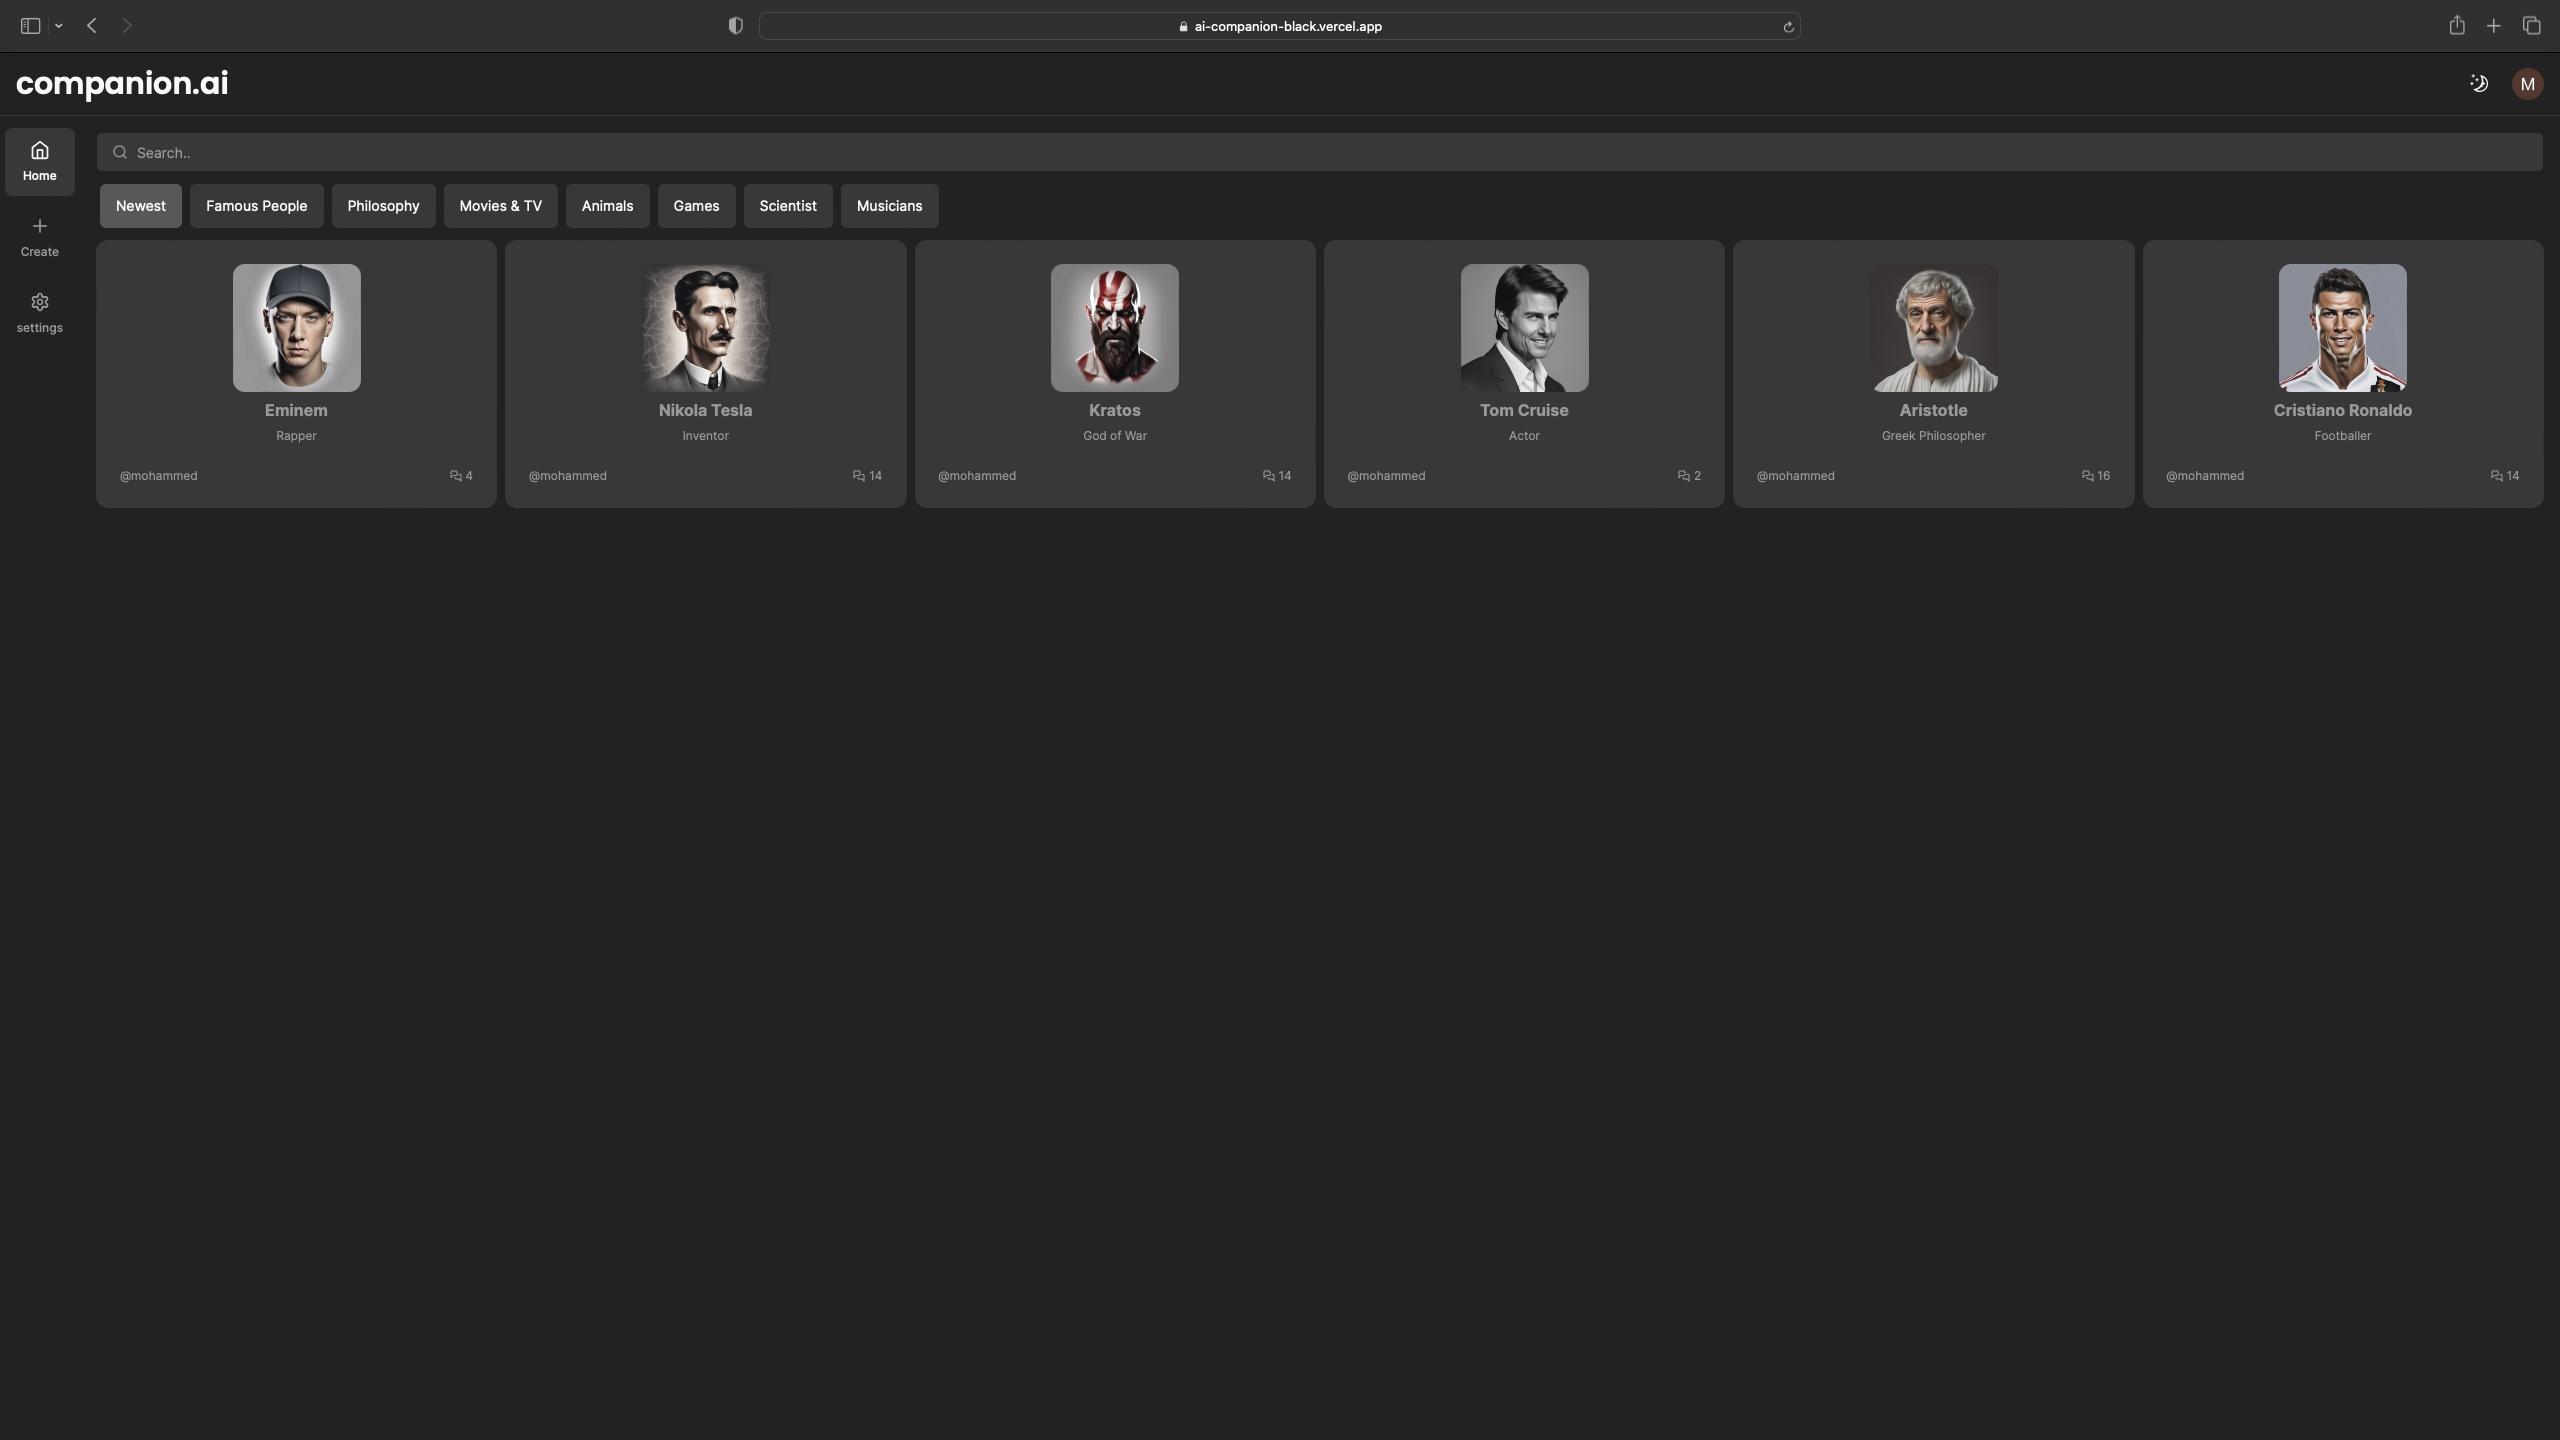 ai-companion-black.vercel.app
companion.ai
M
Home
Create
settings
Search..
Newest
Famous People
Philosophy
Movies & TV
Animals
Games
Scientist
Musicians
Eminem
Rapper
@mohammed
4
Nikola Tesla
Inventor
@mohammed
14
Kratos
God of War
@mohammed
14
Tom Cruise
Actor
@mohammed
2
Aristotle
Greek Philosopher
@mohammed
16
Cristiano Ronaldo
Footballer
@mohammed
14